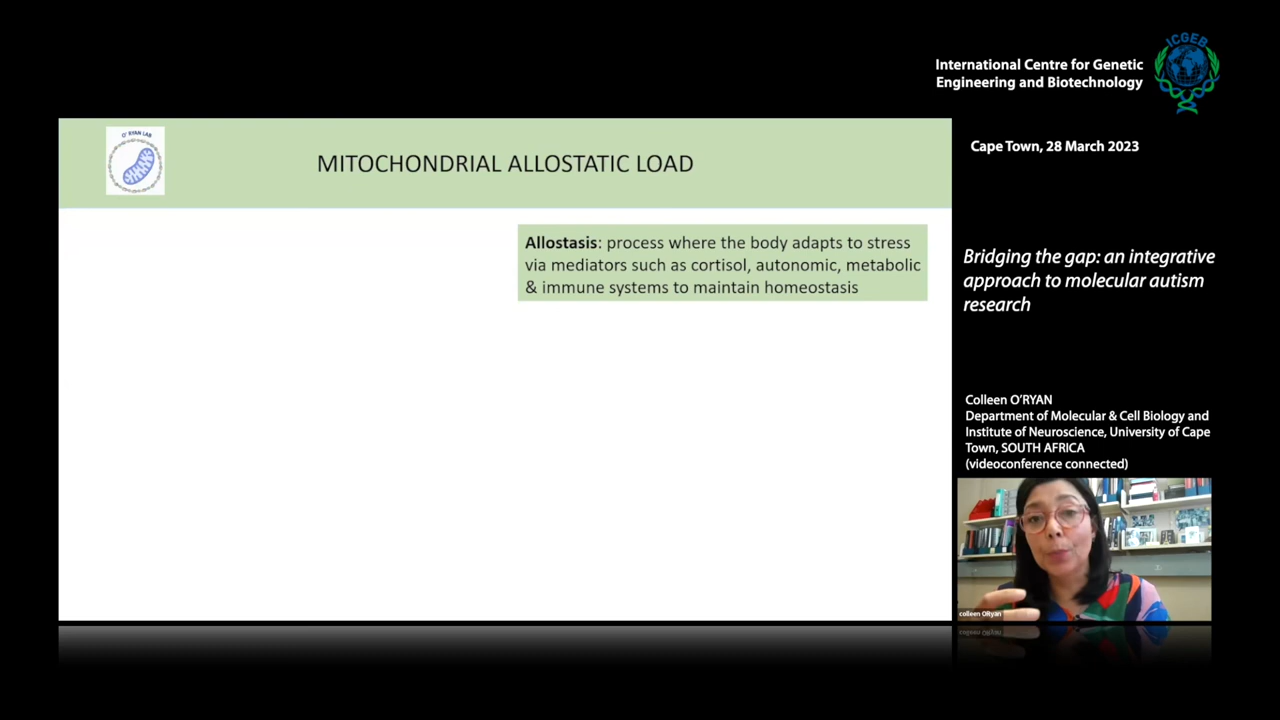 International Centre for Genetic
Engineering and Biotechnology
ICGEB
O' RYAN LAB
MITOCHONDRIAL ALLOSTATIC LOAD
Cape Town, 28 March 2023
Allostasis: process where the body adapts to stress
via mediators such as cortisol, autonomic, metabolic
& immune systems to maintain homeostasis
Bridging the gap: an integrative
approach to molecular autism
research
Colleen O'RYAN
Department of Molecular & Cell Biology and
Institute of Neuroscience, University of Cape
Town, SOUTH AFRICA
(videoconference connected)
colleen ORyan